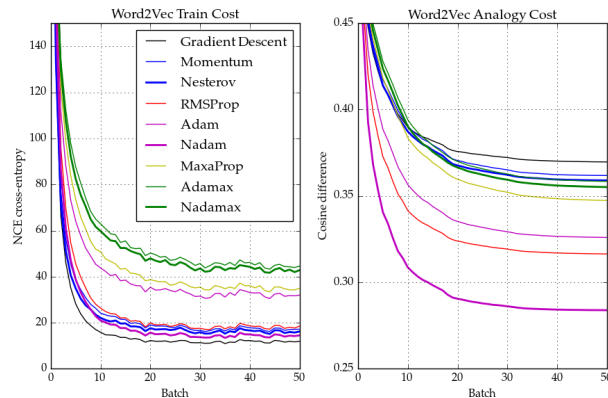 Word2Vec Train Cost
140
120
100
80
60
40
20
0
0 10 20 30 40 50
NCE cross-entropy
Batch
Gradient Descent
Momentum
Nesterov
RMSProp
Adam
Nadam
MaxaProp
Adamax
Nadamax
Word2Vec Analogy Cost
0.45
0.40
0.35
0.30
0.25
0 10 20 30 40 50
Cosine difference
Batch